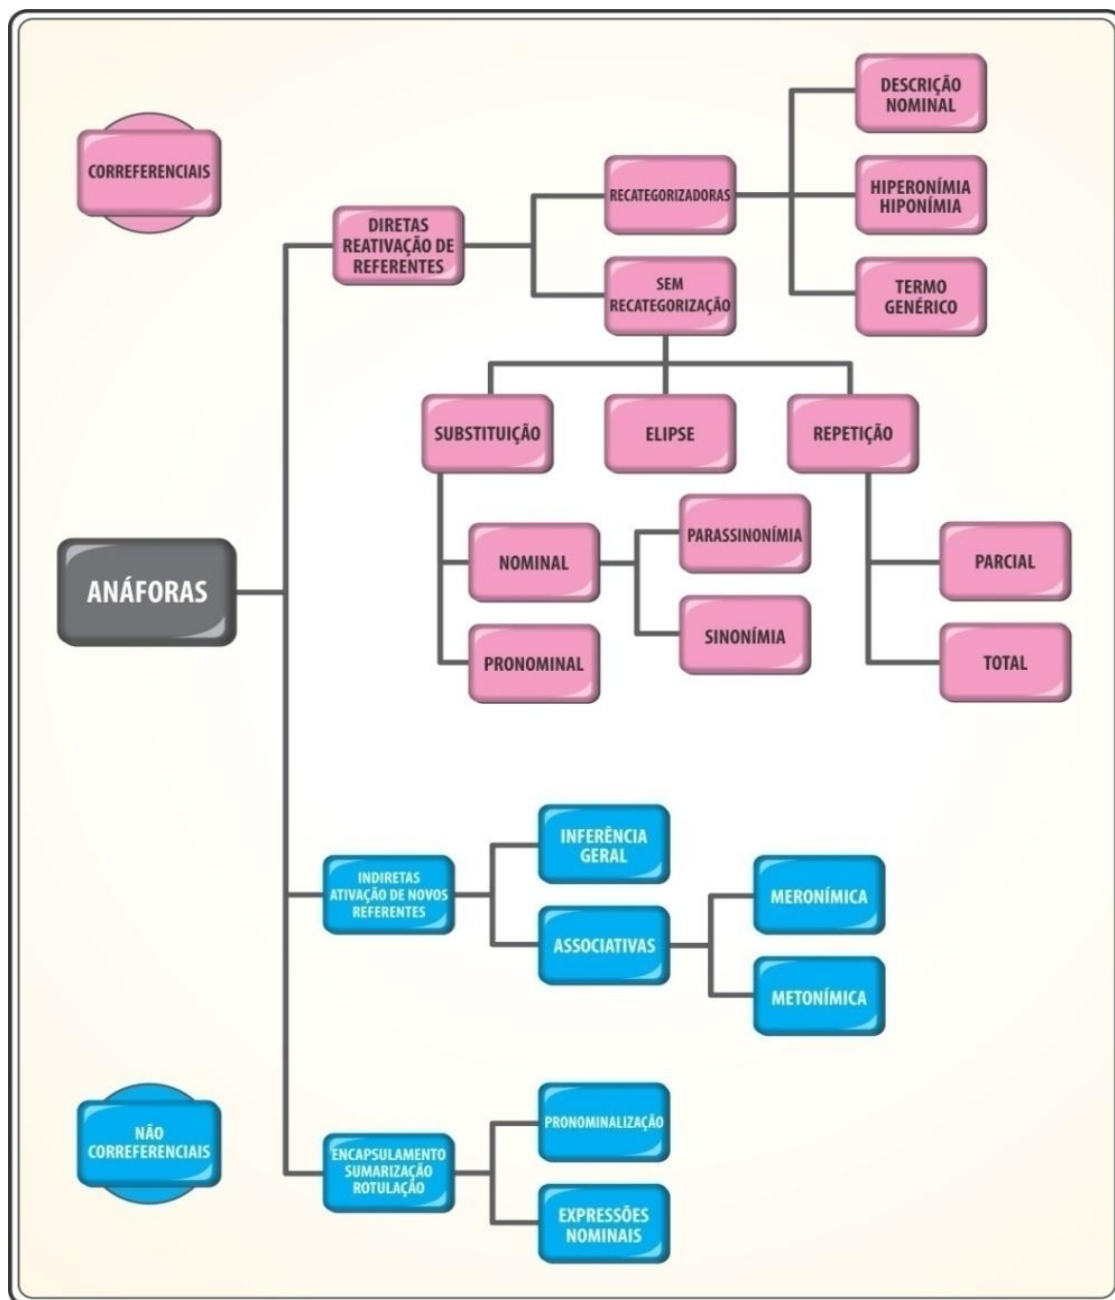 CORREFERENCIAIS
DIRETAS
REATIVAÇÃO DE
REFERENTES
RECATEGORIZADORAS
DESCRIÇÃO
NOMINAL
HIPERONÍMIA
HIPONÍMIA
TERMO
GENÉRICO
SEM
RECATEGORIZAÇÃO
SUBSTITUIÇÃO
ELIPSE
REPETIÇÃO
NOMINAL
PARASSINONÍMIA
SINONÍMIA
PRONOMINAL
PARCIAL
TOTAL
ANÁFORAS
INDIRETAS
ATIVAÇÃO DE NOVOS
REFERENTES
INFERÊNCIA
GERAL
ASSOCIATIVAS
MERONÍMICA
METONÍMICA
NÃO
CORREFERENCIAIS
ENCAPSULAMENTO
SUMARIZAÇÃO
ROTULAÇÃO
PRONOMINALIZAÇÃO
EXPRESSÕES
NOMINAIS